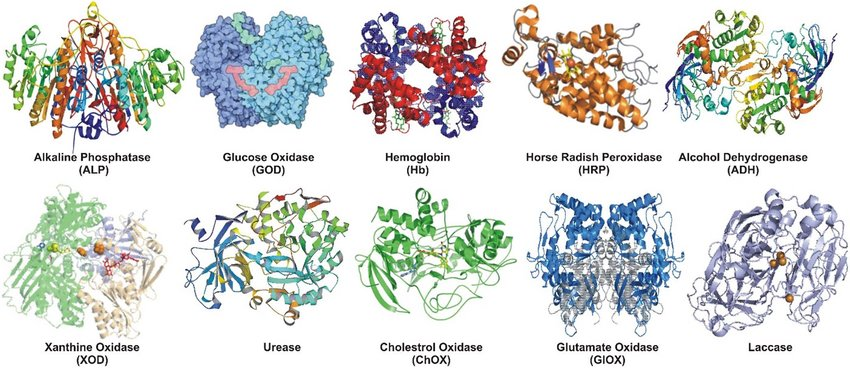 Alkaline Phosphatase
(ALP)
Glucose Oxidase
(GOD)
Hemoglobin
(Hb)
Horse Radish Peroxidase
(HRP)
Alcohol Dehydrogenase
(ADH)
Xanthine Oxidase
(XOD)
Urease
Cholestrol Oxidase
(ChOX)
Glutamate Oxidase
(GlOX)
Laccase